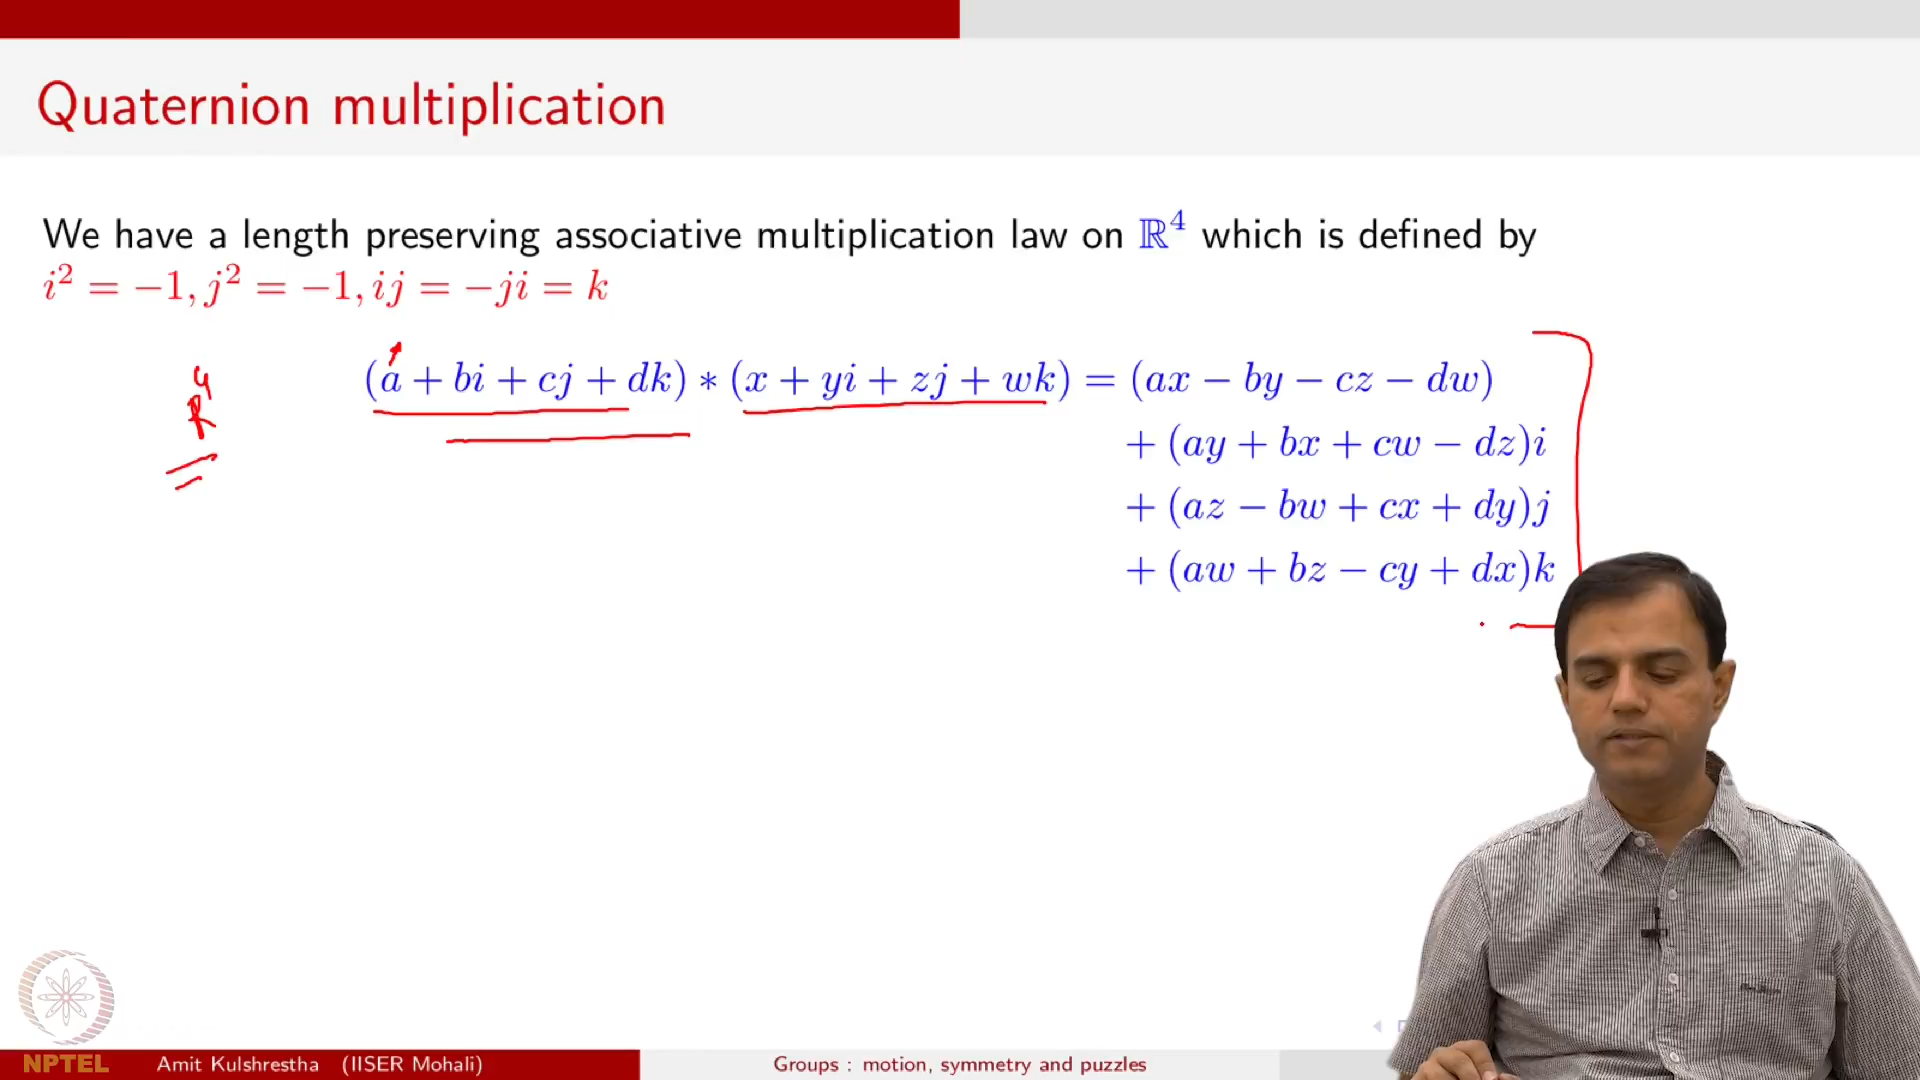 Quaternion multiplication
We have a length preserving associative multiplication law on ℝ⁴ which is defined by
i² = −1, j² = −1, ij = −ji = k
(a + bi + cj + dk) ∗ (x + yi + zj + wk) = (ax − by − cz − dw)
+ (ay + bx + cw − dz)i
+ (az − bw + cx + dy)j
+ (aw + bz − cy + dx)k
R⁴
NPTEL Amit Kulshrestha (IISER Mohali) Groups : motion, symmetry and puzzles